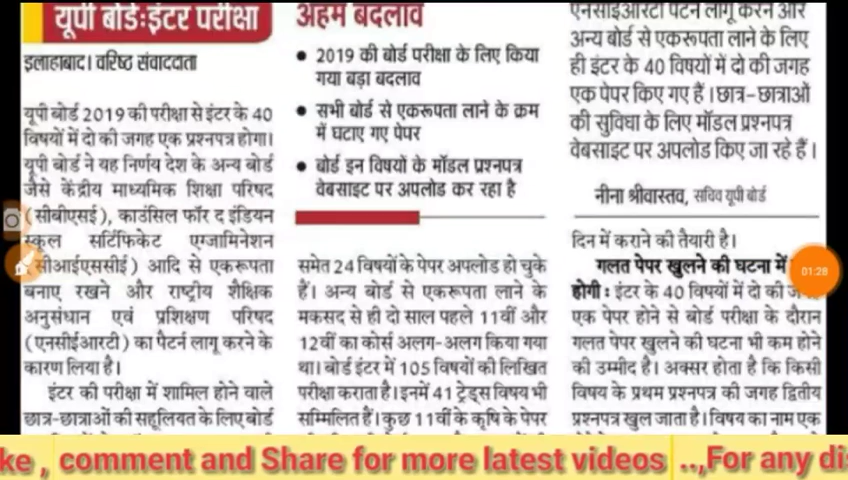 यूपी बोर्ड:इंटर परीक्षा
इलाहाबाद। वरिष्ठ संवाददाता
यूपी बोर्ड 2019 की परीक्षा से इंटर के 40
विषयों में दो की जगह एक प्रश्नपत्र होगा।
यूपी बोर्ड ने यह निर्णय देश के अन्य बोर्ड
जैसे केंद्रीय माध्यमिक शिक्षा परिषद
(सीबीएसई), काउंसिल फॉर द इंडियन
स्कूल सर्टिफिकेट एग्जामिनेशन
सीआईएससीई) आदि से एकरूपता
बनाए रखने और राष्ट्रीय शैक्षिक
अनुसंधान एवं प्रशिक्षण परिषद
(एनसीईआरटी) का पैटर्न लागू करने के
कारण लिया है।
इंटर की परीक्षा में शामिल होने वाले
छात्र-छात्राओं की सहूलियत के लिए बोर्ड
अहम बदलाव
• 2019 की बोर्ड परीक्षा के लिए किया
गया बड़ा बदलाव
• सभी बोर्ड से एकरूपता लाने के क्रम
में घटाए गए पेपर
• बोर्ड इन विषयों के मॉडल प्रश्नपत्र
वेबसाइट पर अपलोड कर रहा है
समेत 24 विषयों के पेपर अपलोड हो चुके
हैं। अन्य बोर्ड से एकरूपता लाने के
मकसद से ही दो साल पहले 11वीं और
12वीं का कोर्स अलग-अलग किया गया
था। बोर्ड इंटर में 105 विषयों की लिखित
परीक्षा कराता है। इनमें 41 ट्रेड्स विषय भी
सम्मिलित हैं। कुछ 11वीं के कृषि के पेपर
एनसीईआरटी पैटर्न लागू करने और
अन्य बोर्ड से एकरूपता लाने के लिए
ही इंटर के 40 विषयों में दो की जगह
एक पेपर किए गए हैं। छात्र-छात्राओं
की सुविधा के लिए मॉडल प्रश्नपत्र
वेबसाइट पर अपलोड किए जा रहे हैं।
नीना श्रीवास्तव, सचिव यूपी बोर्ड
दिन में कराने की तैयारी है।
गलत पेपर खुलने की घटना में
होगी : इंटर के 40 विषयों में दो की
एक पेपर होने से बोर्ड परीक्षा के दौरान
गलत पेपर खुलने की घटना भी कम होने
की उम्मीद है। अक्सर होता है कि किसी
विषय के प्रथम प्रश्नपत्र की जगह द्वितीय
प्रश्नपत्र खुल जाता है। विषय का नाम एक
01:28
ke , comment and Share for more latest videos ..,For any di